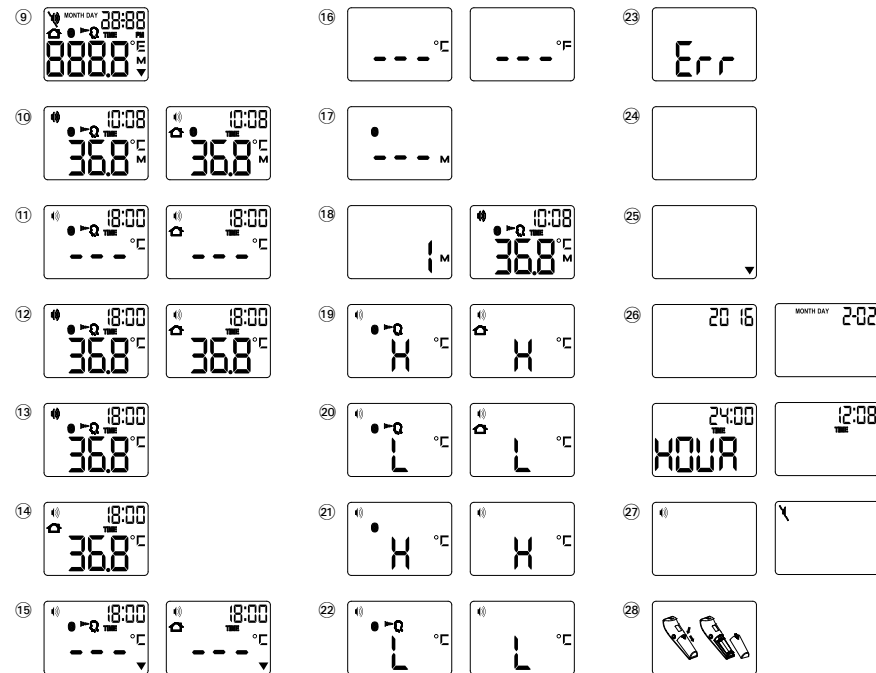 ⑨
MONTH DAY 28:88
TIME PM
888.8 °E
M
⑩
10:08
TIME
36.8 °C
M
10:08
TIME
36.8 °C
M
⑪
18:00
TIME
--- °C
18:00
TIME
--- °C
⑫
18:00
TIME
36.8 °C
18:00
TIME
36.8 °C
⑬
18:00
TIME
36.8 °C
⑭
18:00
TIME
36.8 °C
⑮
18:00
TIME
--- °C
18:00
TIME
--- °C
⑯
--- °C
--- °F
⑰
--- M
⑱
1 M
10:08
TIME
36.8 °C
M
⑲
H °C
H °C
⑳
L °C
L °C
㉑
H °C
H °C
㉒
L °C
L °C
㉓
Err
㉔
㉕
㉖
2016
MONTH DAY 2-02
24:00
TIME
HOUR
12:08
TIME
㉗
㉘